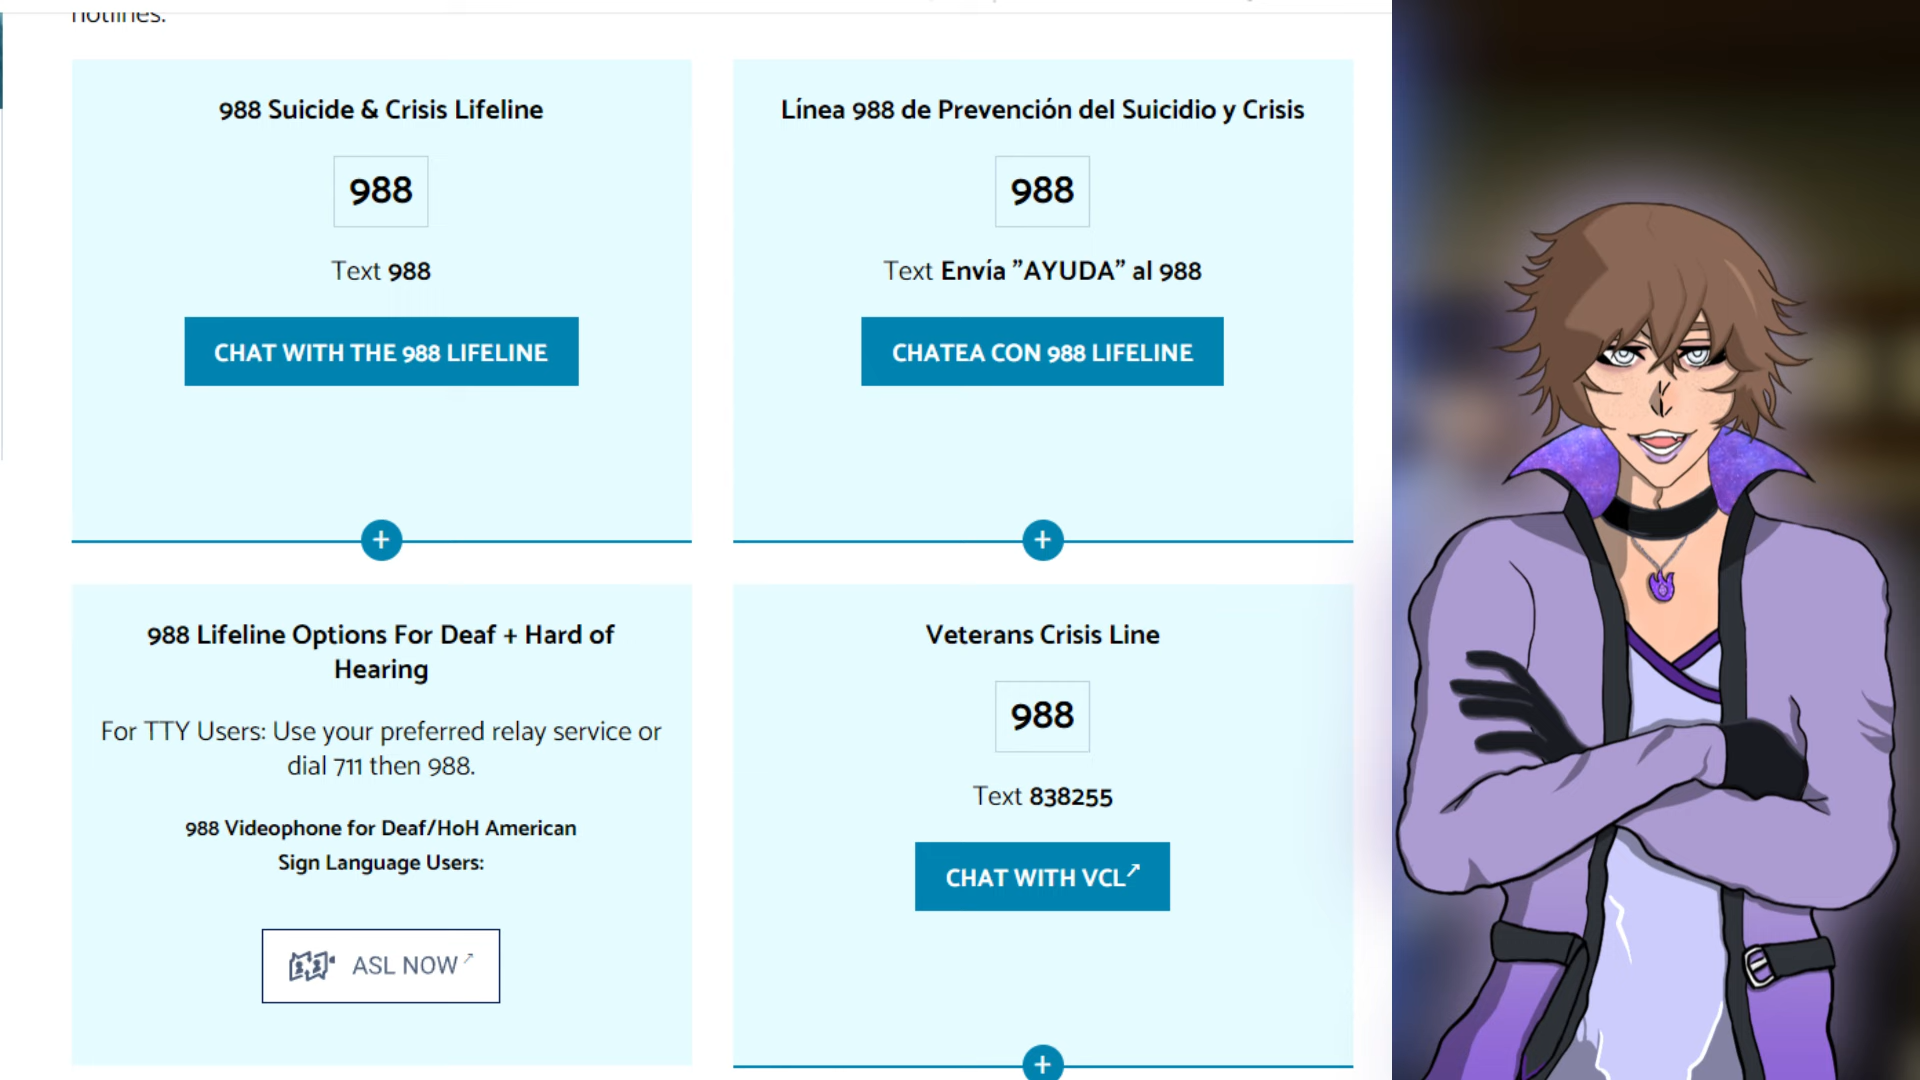 hotlines.
988 Suicide & Crisis Lifeline
988
Text 988
CHAT WITH THE 988 LIFELINE
Línea 988 de Prevención del Suicidio y Crisis
988
Text Envía ”AYUDA” al 988
CHATEA CON 988 LIFELINE
988 Lifeline Options For Deaf + Hard of
Hearing
For TTY Users: Use your preferred relay service or
dial 711 then 988.
988 Videophone for Deaf/HoH American
Sign Language Users:
ASL NOW
Veterans Crisis Line
988
Text 838255
CHAT WITH VCL